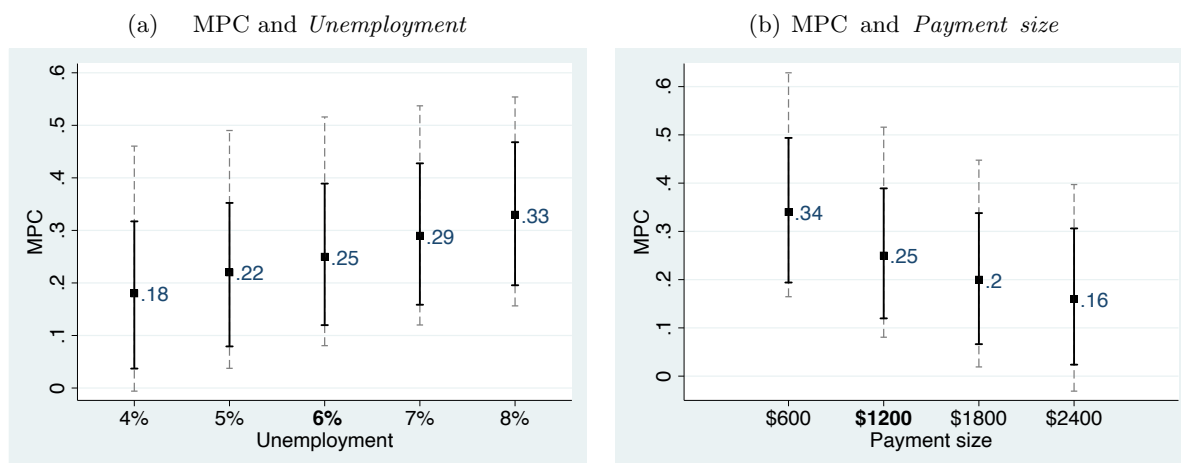 (a) MPC and Unemployment
.6
.5
.4
.3
.2
.1
0
MPC
.18
.22
.25
.29
.33
4% 5% 6% 7% 8%
Unemployment
(b) MPC and Payment size
.6
.5
.4
.3
.2
.1
0
MPC
.34
.25
.2
.16
$600 $1200 $1800 $2400
Payment size